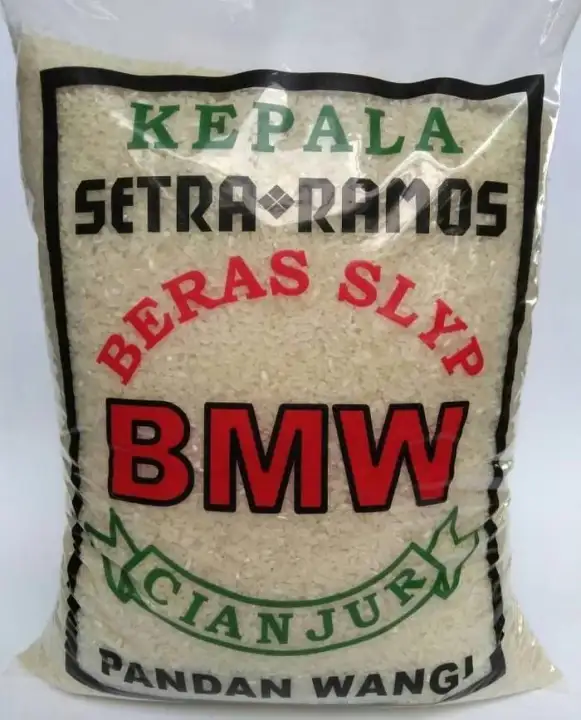 KEPALA
SETRA RAMOS
BERAS SLYP
BMW
CIANJUR
PANDAN WANGI